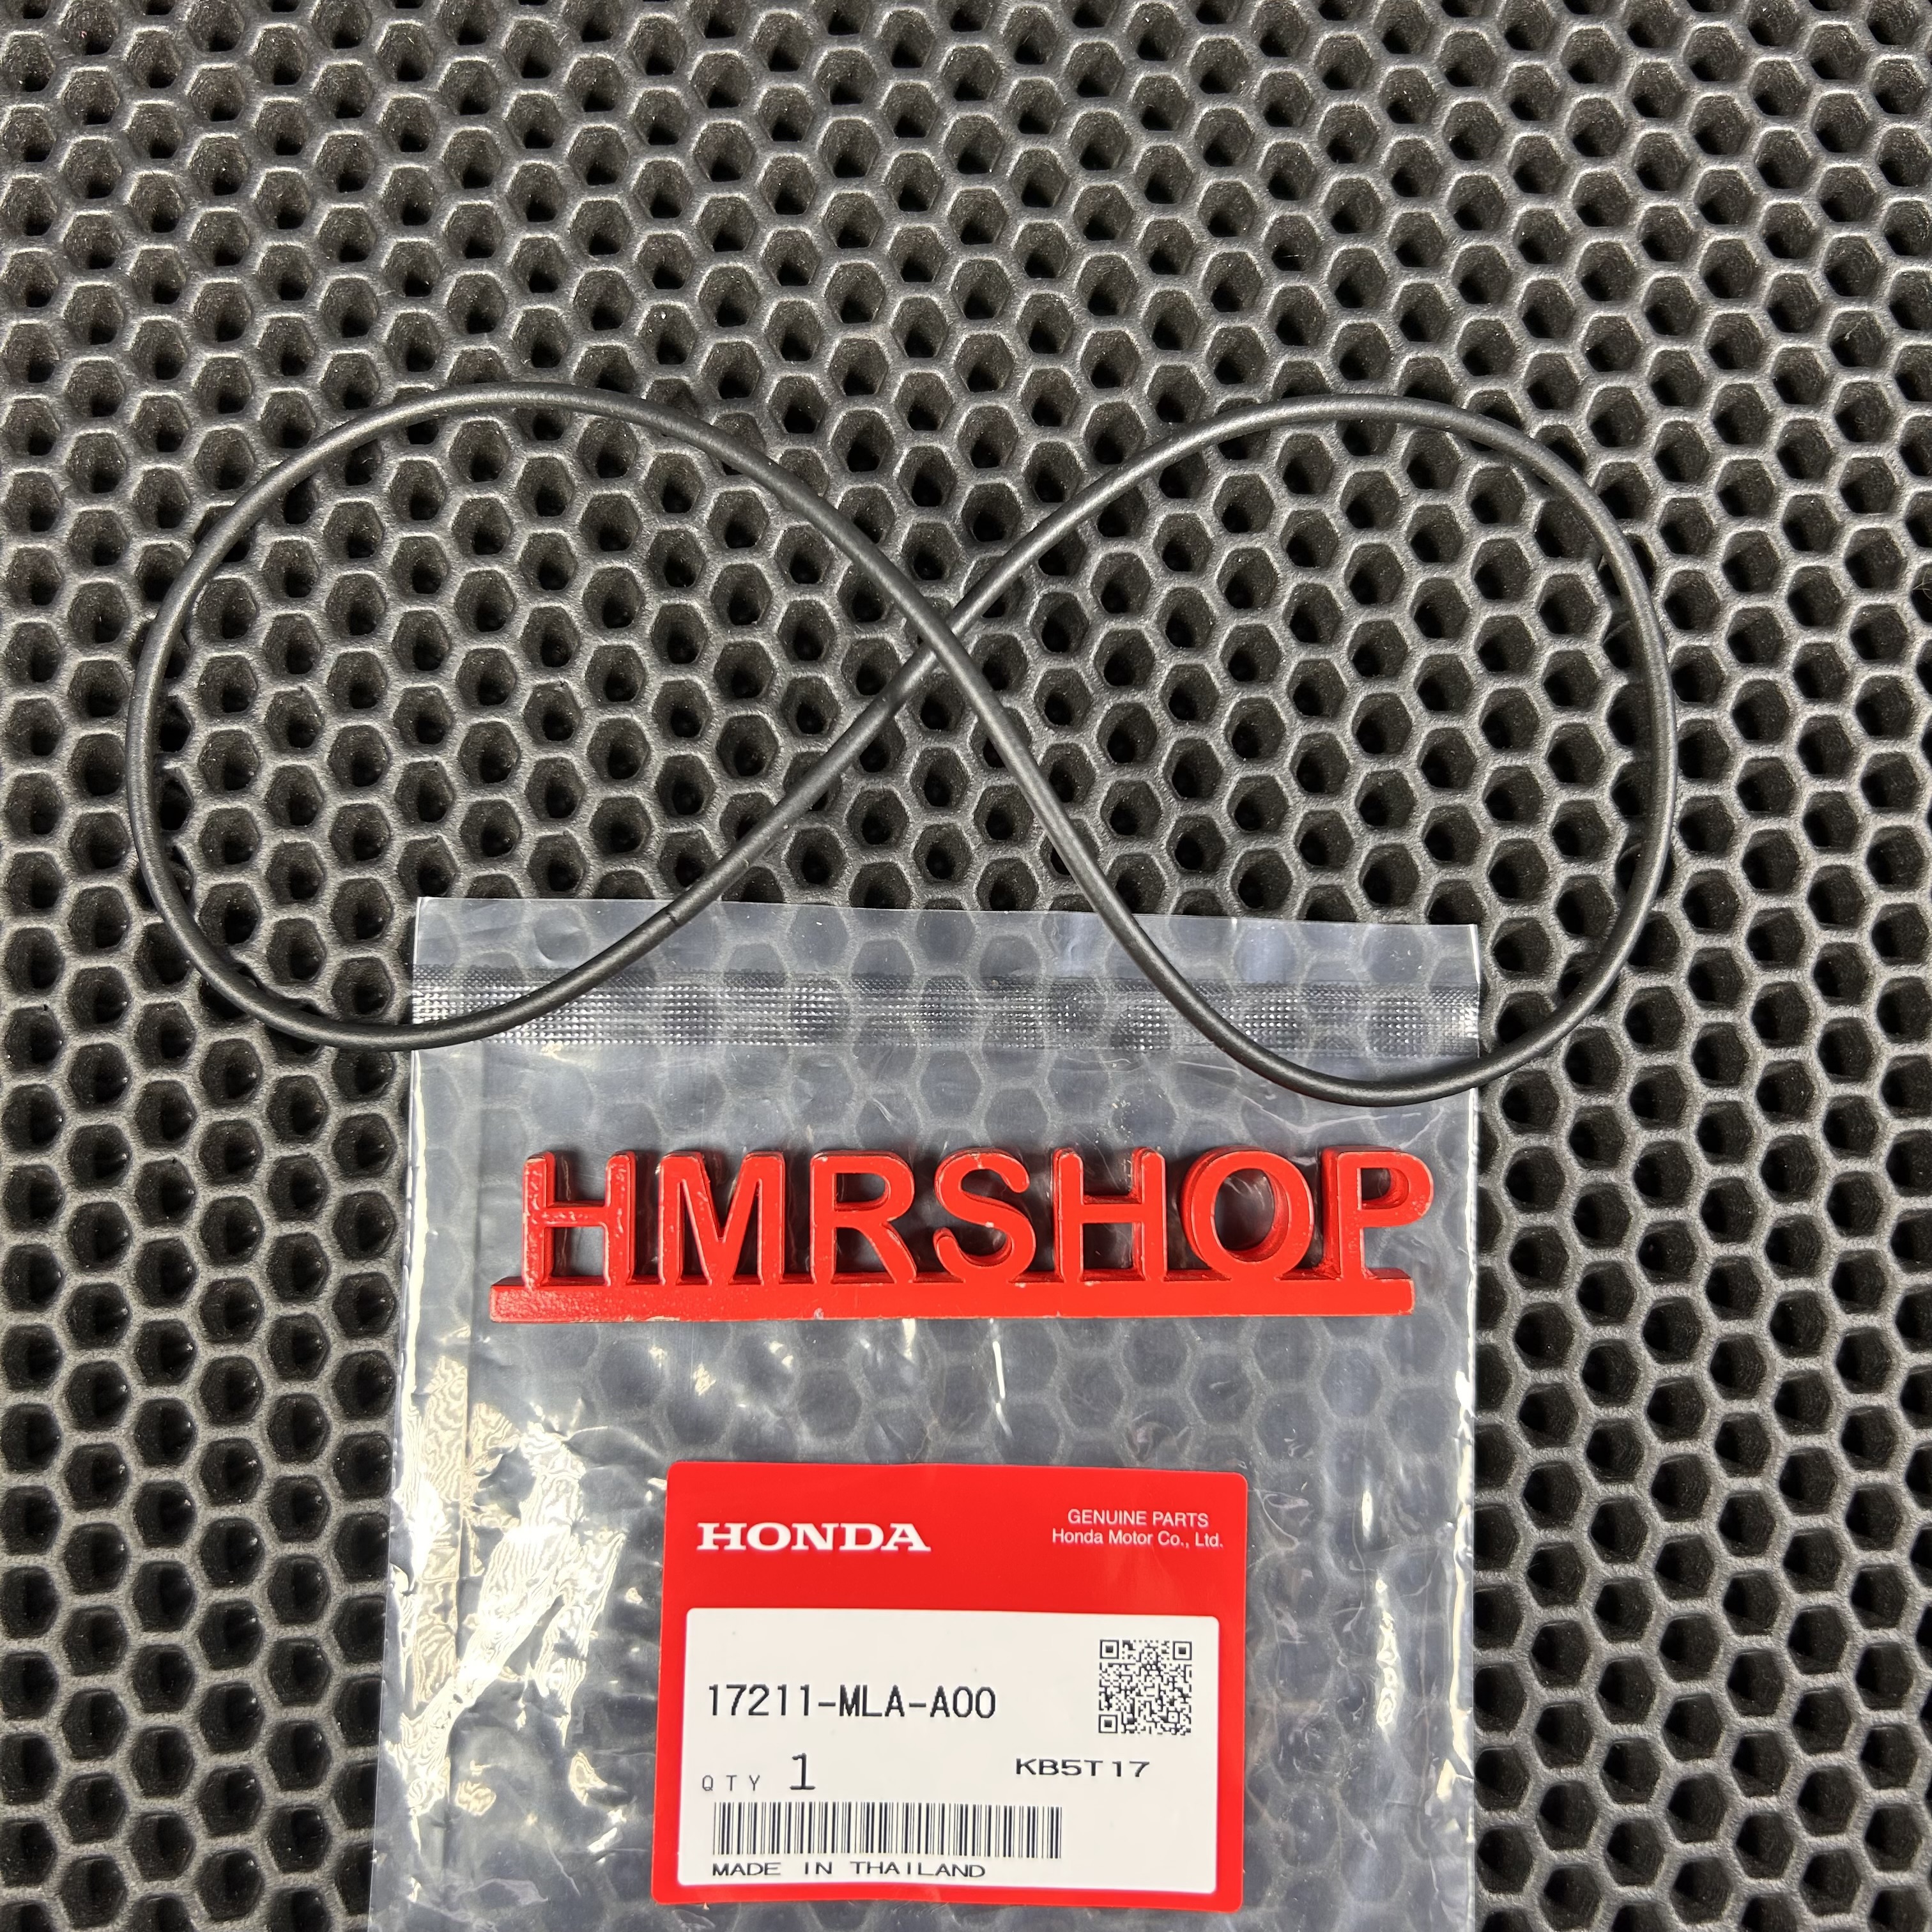 HMRSHOP
HONDA
GENUINE PARTS
Honda Motor Co., Ltd.
17211-MLA-A00
QTY 1
KB5T17
MADE IN THAILAND